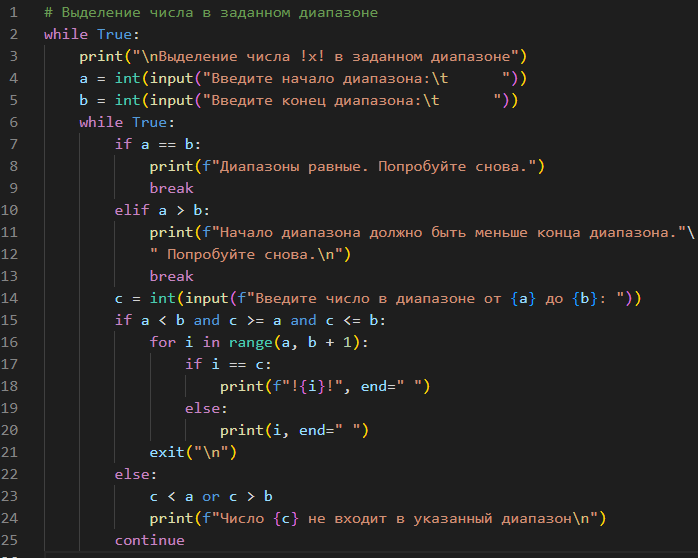 1 # Выделение числа в заданном диапазоне
2 while True:
3     print("\nВыделение числа !x! в заданном диапазоне")
4     a = int(input("Введите начало диапазона:\t      "))
5     b = int(input("Введите конец диапазона:\t      "))
6     while True:
7         if a == b:
8             print(f"Диапазоны равные. Попробуйте снова.")
9             break
10         elif a > b:
11             print(f"Начало диапазона должно быть меньше конца диапазона."\
12             " Попробуйте снова.\n")
13             break
14         c = int(input(f"Введите число в диапазоне от {a} до {b}: "))
15         if a < b and c >= a and c <= b:
16             for i in range(a, b + 1):
17                 if i == c:
18                     print(f"!{i}!", end=" ")
19                 else:
20                     print(i, end=" ")
21             exit("\n")
22         else:
23             c < a or c > b
24             print(f"Число {c} не входит в указанный диапазон\n")
25         continue